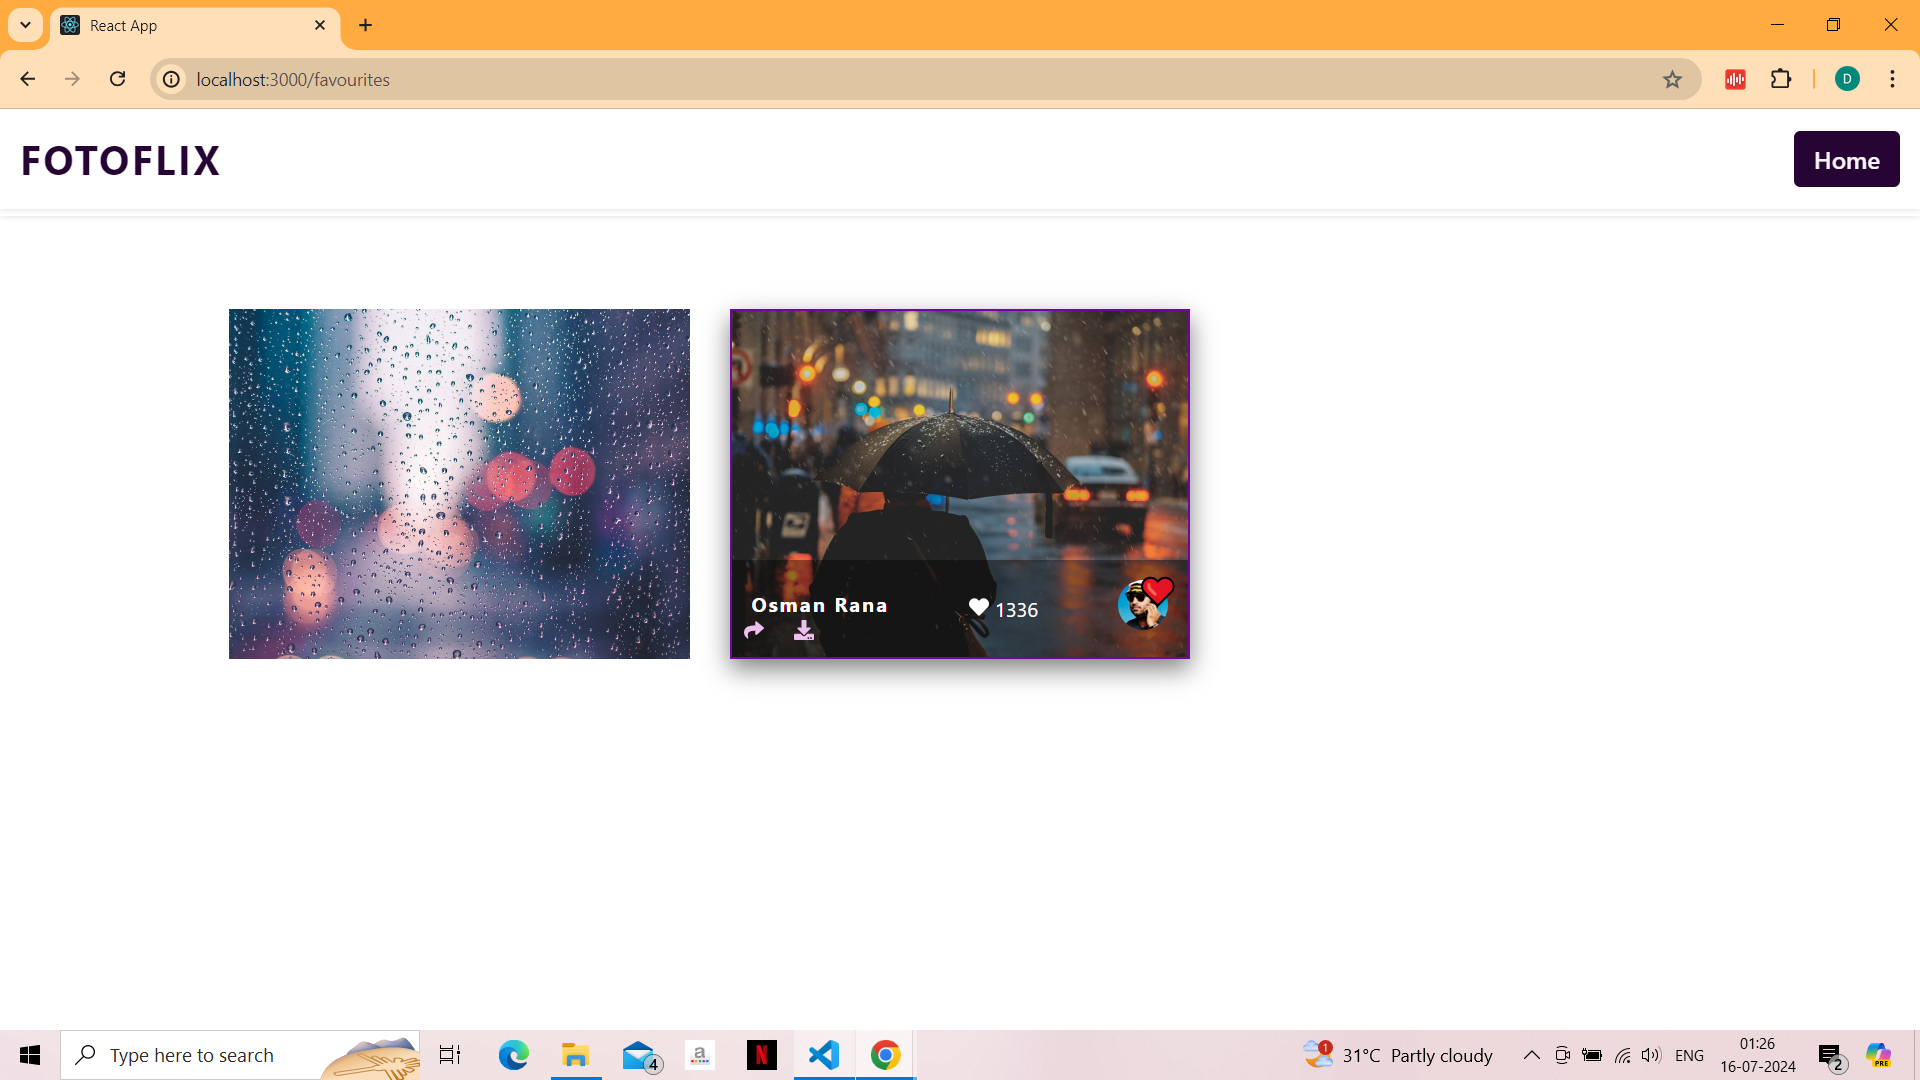 React App
localhost:3000/favourites
D
FOTOFLIX
Home
Osman Rana
1336
Type here to search
4
a
N
1
31°C Partly cloudy
ENG
01:26
16-07-2024
2
PRE